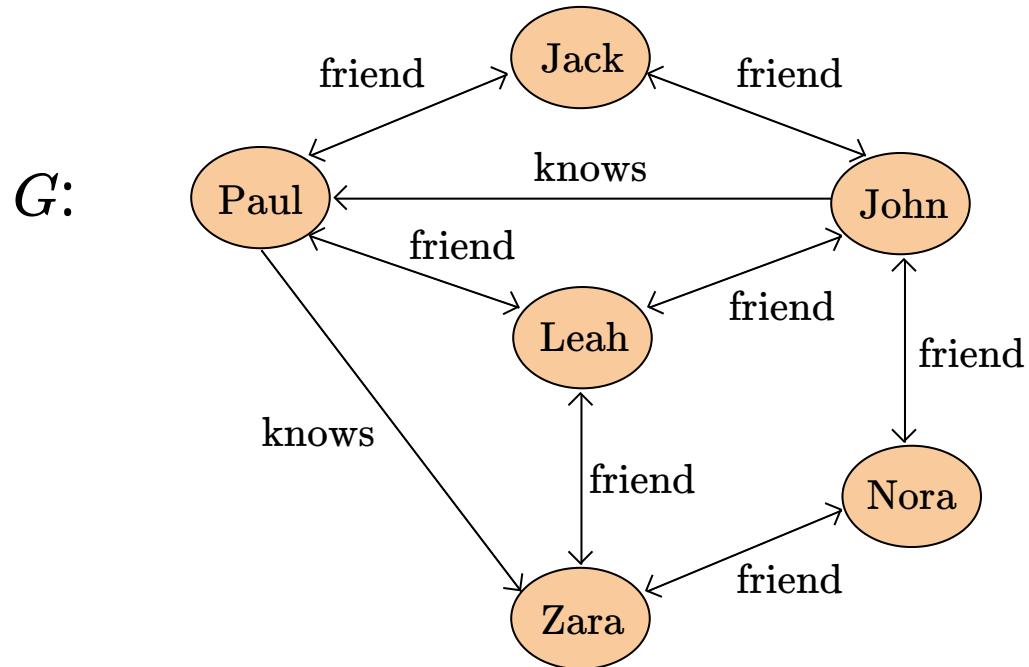 Jack
friend
friend
knows
G:
Paul
John
friend
friend
Leah
friend
knows
friend
Nora
friend
Zara